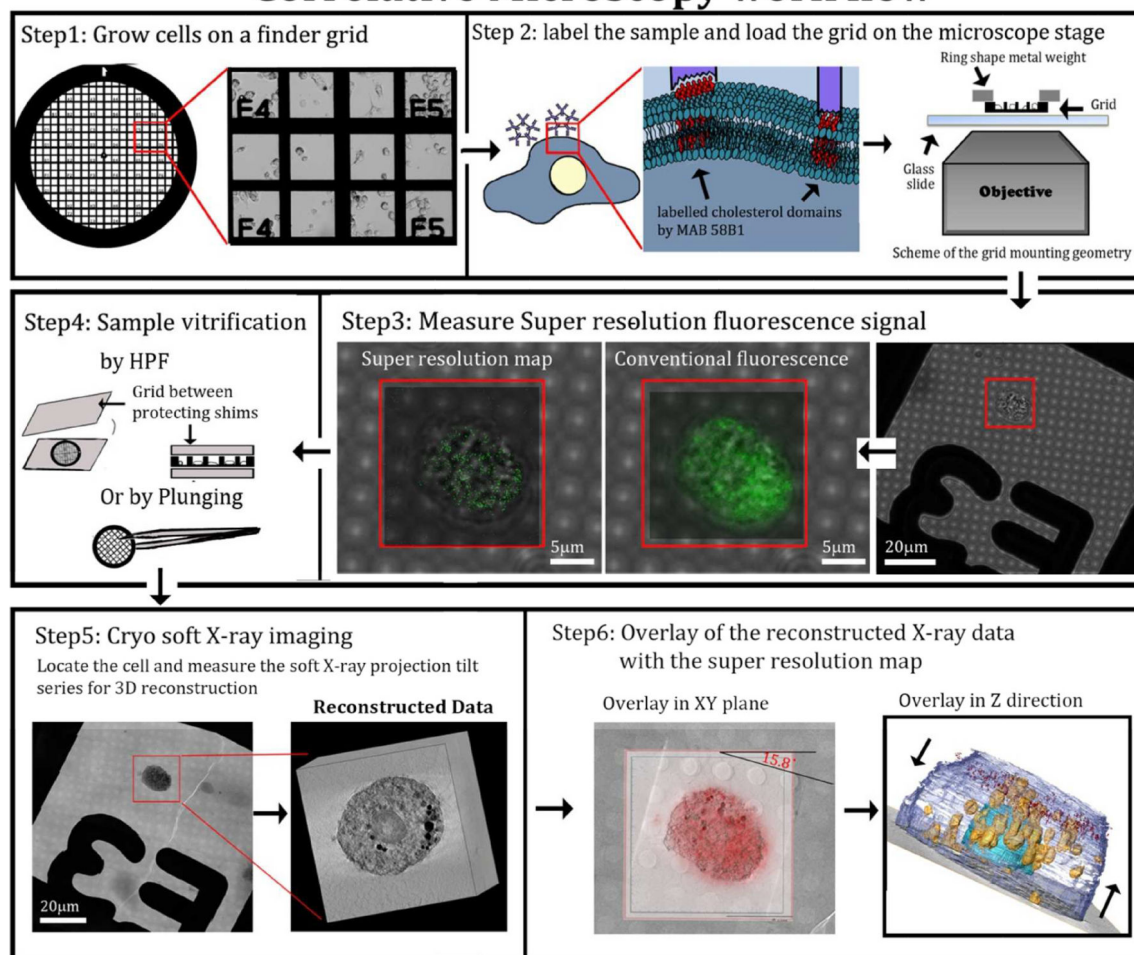 Correlative Microscopy workflow
Step1: Grow cells on a finder grid
F4
F5
F4
F5
Step 2: label the sample and load the grid on the microscope stage
labelled cholesterol domains
by MAB 58B1
Ring shape metal weight
Grid
Glass
slide
Objective
Scheme of the grid mounting geometry
Step4: Sample vitrification
by HPF
Grid between
protecting shims
Or by Plunging
Step3: Measure Super resolution fluorescence signal
Super resolution map
5μm
Conventional fluorescence
5μm
E3
20μm
Step5: Cryo soft X-ray imaging
Locate the cell and measure the soft X-ray projection tilt
series for 3D reconstruction
E3
20μm
Reconstructed Data
Step6: Overlay of the reconstructed X-ray data
with the super resolution map
Overlay in XY plane
15.8°
Overlay in Z direction